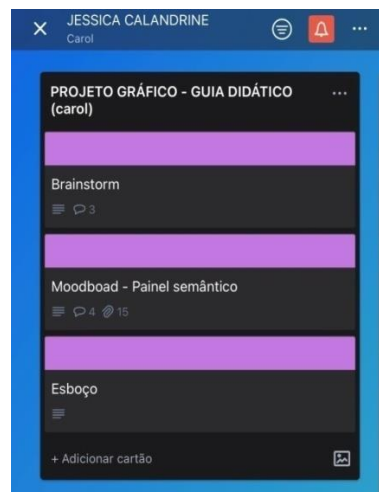 JESSICA CALANDRINE
Carol
PROJETO GRÁFICO - GUIA DIDÁTICO
(carol)
Brainstorm
3
Moodboad - Painel semântico
4 15
Esboço
+ Adicionar cartão